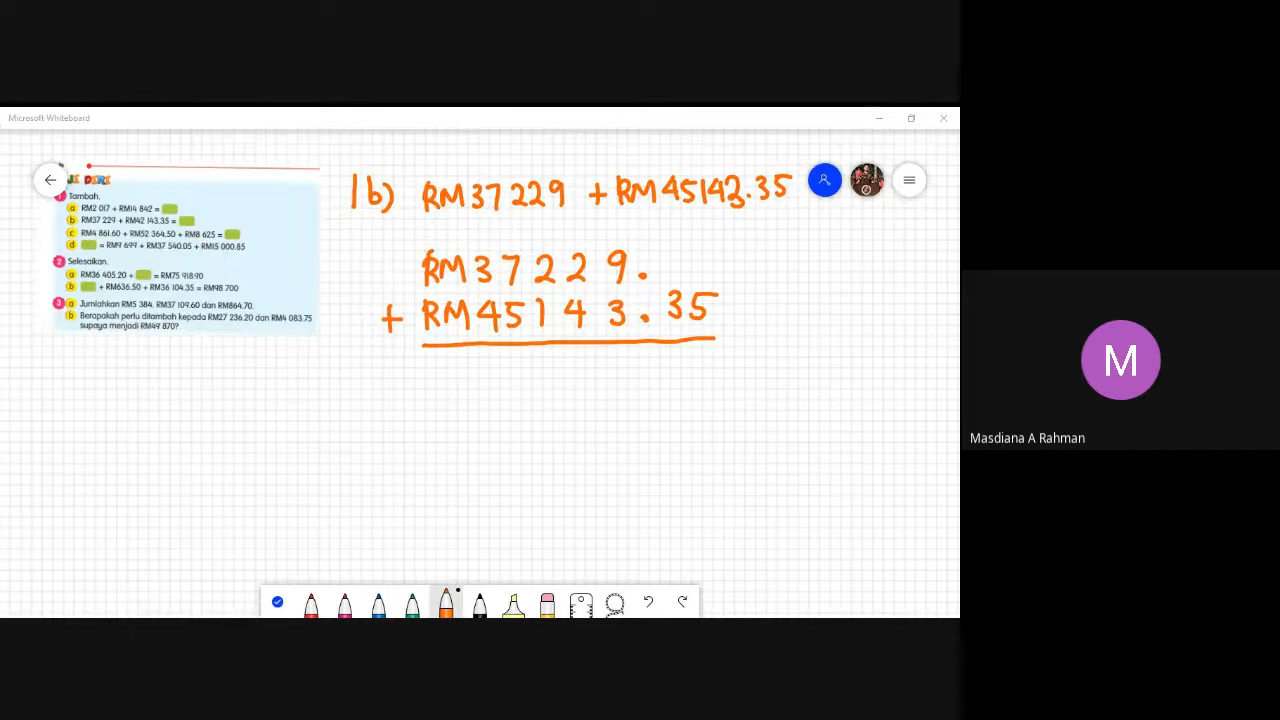 Microsoft Whiteboard
UJI DIRI
1 Tambah.
a RM2 017 + RM14 842 =
b RM37 229 + RM42 143.35 =
c RM4 861.60 + RM52 364.50 + RM8 625 =
d = RM9 699 + RM37 540.05 + RM15 000.85
2 Selesaikan.
a RM36 405.20 + = RM75 918.90
b + RM636.50 + RM36 104.35 = RM98 700
3 a Jumlahkan RM5 384, RM37 109.60 dan RM864.70.
b Berapakah perlu ditambah kepada RM27 236.20 dan RM4 083.75
supaya menjadi RM49 870?
1b) RM37229 + RM45143.35
RM37229.
+ RM45143.35
M
Masdiana A Rahman